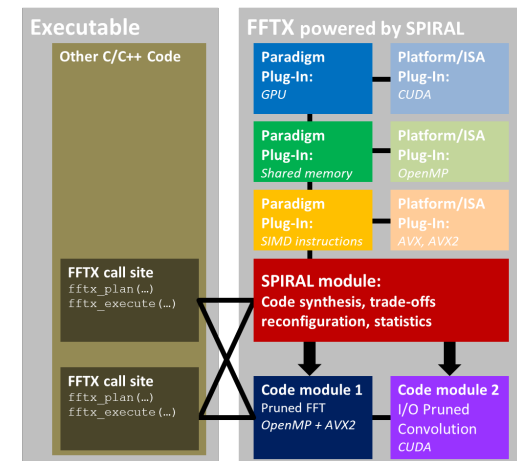 Executable
Other C/C++ Code
FFTX call site
fftx_plan(…)
fftx_execute(…)
FFTX call site
fftx_plan(…)
fftx_execute(…)
FFTX powered by SPIRAL
Paradigm
Plug-In:
GPU
Platform/ISA
Plug-In:
CUDA
Paradigm
Plug-In:
Shared memory
Platform/ISA
Plug-In:
OpenMP
Paradigm
Plug-In:
SIMD instructions
Platform/ISA
Plug-In:
AVX, AVX2
SPIRAL module:
Code synthesis, trade-offs
reconfiguration, statistics
Code module 1
Pruned FFT
OpenMP + AVX2
Code module 2
I/O Pruned
Convolution
CUDA